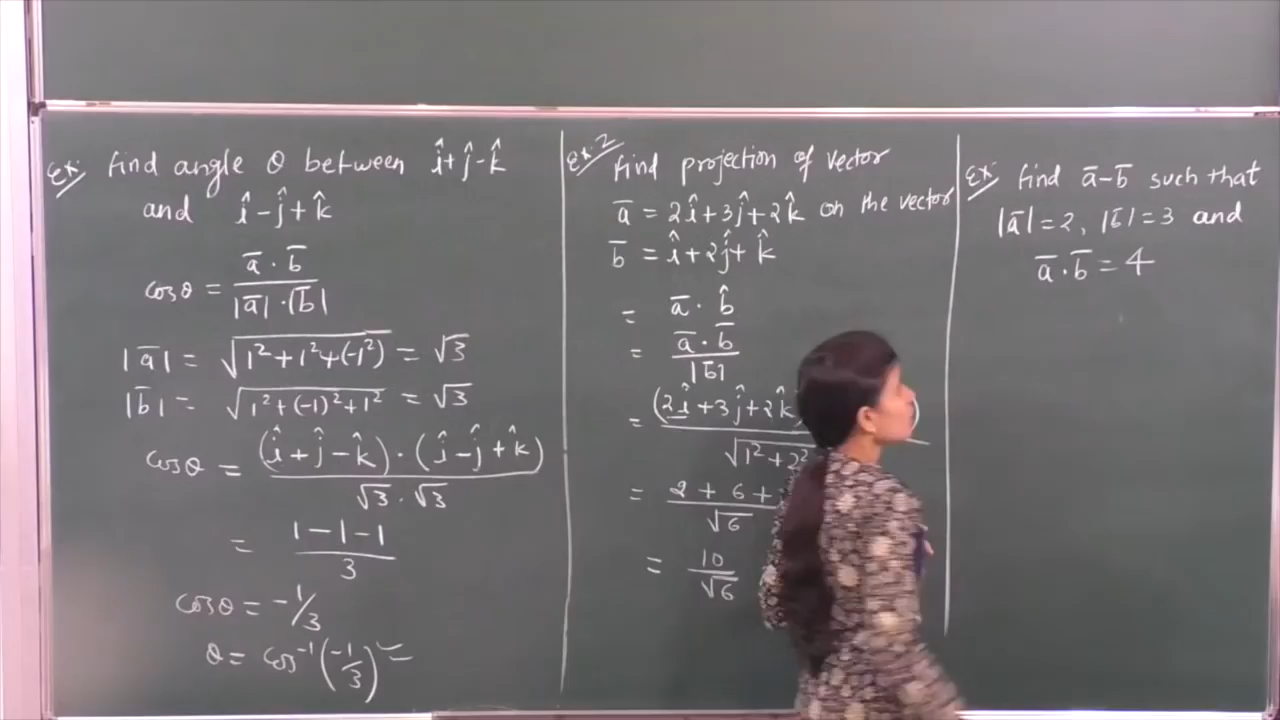 Ex: find angle θ between î+ĵ-k̂
and î-ĵ+k̂
cosθ = a̅·b̅ / |a̅|·|b̅|
|a̅| = √(1²+1²+(-1²)) = √3
|b̅| = √(1²+(-1)²+1²) = √3
cosθ = (î+ĵ-k̂)·(ĵ-ĵ+k̂) / √3·√3
= 1-1-1 / 3
cosθ = -1/3
θ = cos⁻¹(-1/3)
Ex:2 find projection of vector
a̅ = 2î+3ĵ+2k̂ on the vector
b̅ = î+2ĵ+k̂
= a̅·b̂
= a̅·b̅ / |b̅|
= (2î+3ĵ+2k̂ ) / √1²+2²
= 2+6+ / √6
= 10/√6
Ex: find a̅-b̅ such that
|a̅|=2, |b̅|=3 and
a̅·b̅=4